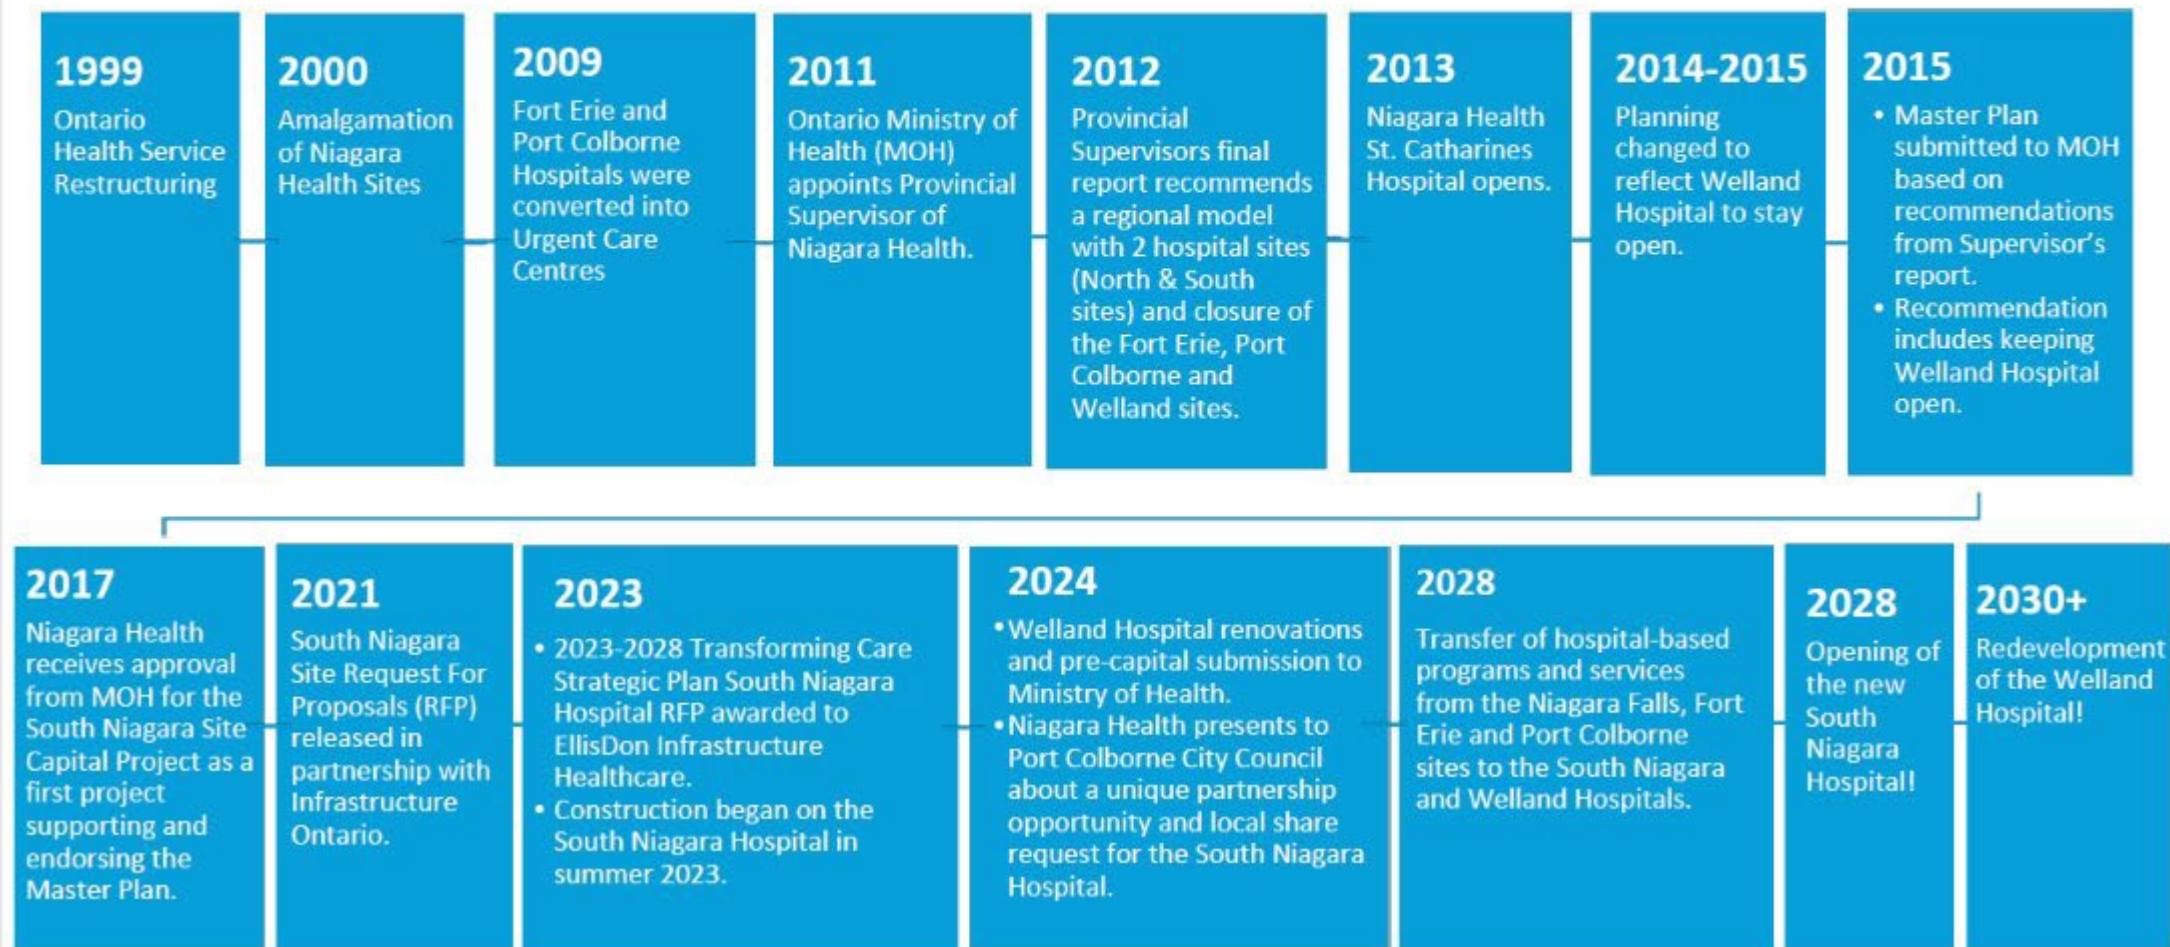 1999
Ontario
Health Service
Restructuring
2000
Amalgamation
of Niagara
Health Sites
2009
Fort Erie and
Port Colborne
Hospitals were
converted into
Urgent Care
Centres
2011
Ontario Ministry of
Health (MOH)
appoints Provincial
Supervisor of
Niagara Health.
2012
Provincial
Supervisors final
report recommends
a regional model
with 2 hospital sites
(North & South
sites) and closure of
the Fort Erie, Port
Colborne and
Welland sites.
2013
Niagara Health
St. Catharines
Hospital opens.
2014-2015
Planning
changed to
reflect Welland
Hospital to stay
open.
2015
• Master Plan
submitted to MOH
based on
recommendations
from Supervisor’s
report.
• Recommendation
includes keeping
Welland Hospital
open.
2017
Niagara Health
receives approval
from MOH for the
South Niagara Site
Capital Project as a
first project
supporting and
endorsing the
Master Plan.
2021
South Niagara
Site Request For
Proposals (RFP)
released in
partnership with
Infrastructure
Ontario.
2023
• 2023-2028 Transforming Care
Strategic Plan South Niagara
Hospital RFP awarded to
EllisDon Infrastructure
Healthcare.
• Construction began on the
South Niagara Hospital in
summer 2023.
2024
• Welland Hospital renovations
and pre-capital submission to
Ministry of Health.
• Niagara Health presents to
Port Colborne City Council
about a unique partnership
opportunity and local share
request for the South Niagara
Hospital.
2028
Transfer of hospital-based
programs and services
from the Niagara Falls, Fort
Erie and Port Colborne
sites to the South Niagara
and Welland Hospitals.
2028
Opening of
the new
South
Niagara
Hospital!
2030+
Redevelopment
of the Welland
Hospital!